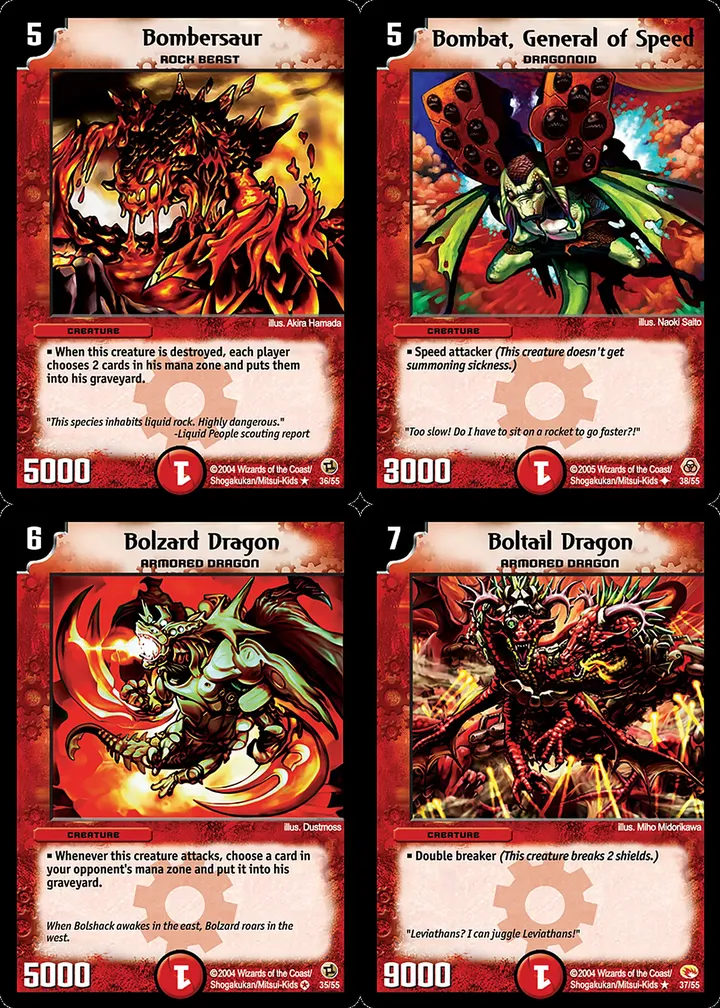 5
Bombersaur
ROCK BEAST
illus. Akira Hamada
CREATURE
▪ When this creature is destroyed, each player
chooses 2 cards in his mana zone and puts them
into his graveyard.
"This species inhabits liquid rock. Highly dangerous."
-Liquid People scouting report
5000
1
©2004 Wizards of the Coast/
Shogakukan/Mitsui-Kids ★ 36/55
5
Bombat, General of Speed
DRAGONOID
illus. Naoki Saito
CREATURE
▪ Speed attacker (This creature doesn't get
summoning sickness.)
"Too slow! Do I have to sit on a rocket to go faster?!"
3000
1
©2005 Wizards of the Coast/
Shogakukan/Mitsui-Kids ✦ 38/55
6
Bolzard Dragon
ARMORED DRAGON
illus. Dustmoss
CREATURE
▪ Whenever this creature attacks, choose a card in
your opponent's mana zone and put it into his
graveyard.
When Bolshack awakes in the east, Bolzard roars in the
west.
5000
1
©2004 Wizards of the Coast/
Shogakukan/Mitsui-Kids ✪ 35/55
7
Boltail Dragon
ARMORED DRAGON
illus. Miho Midorikawa
CREATURE
▪ Double breaker (This creature breaks 2 shields.)
"Leviathans? I can juggle Leviathans!"
9000
1
©2004 Wizards of the Coast/
Shogakukan/Mitsui-Kids ★ 37/55